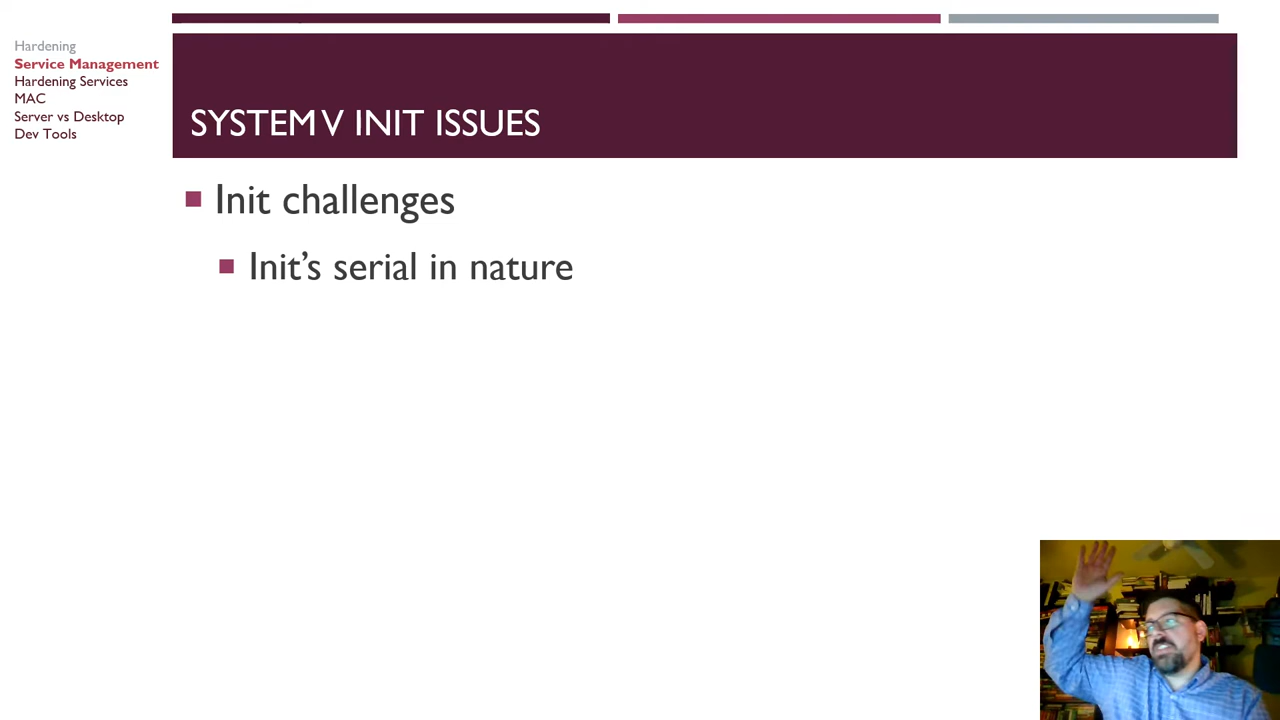 Hardening
Service Management
Hardening Services
MAC
Server vs Desktop
Dev Tools
SYSTEM V INIT ISSUES
Init challenges
Init’s serial in nature